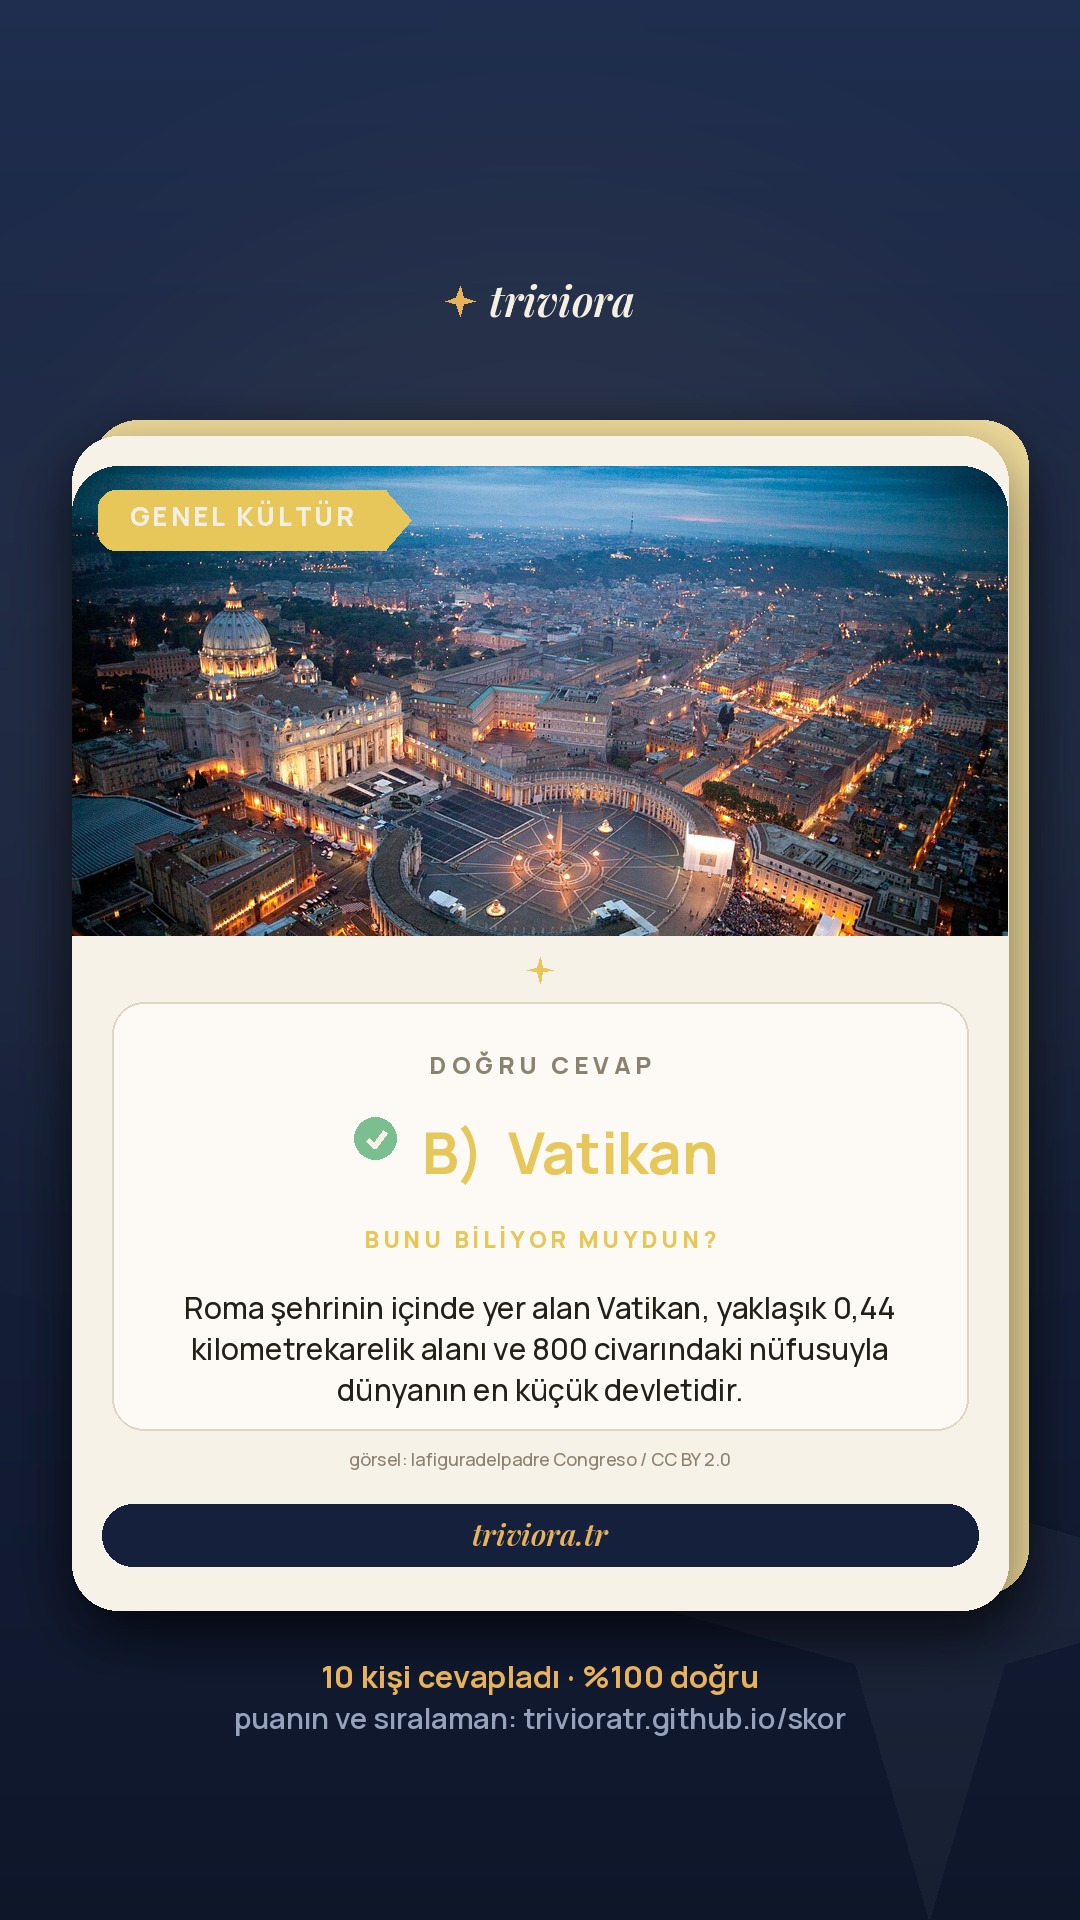 triviora
GENEL KÜLTÜR
DOĞRU CEVAP
B) Vatikan
BUNU BİLİYOR MUYDUN?
Roma şehrinin içinde yer alan Vatikan, yaklaşık 0,44
kilometrekarelik alanı ve 800 civarındaki nüfusuyla
dünyanın en küçük devletidir.
görsel: lafiguradelpadre Congreso / CC BY 2.0
triviora.tr
10 kişi cevapladı · %100 doğru
puanın ve sıralaman: trivioratr.github.io/skor